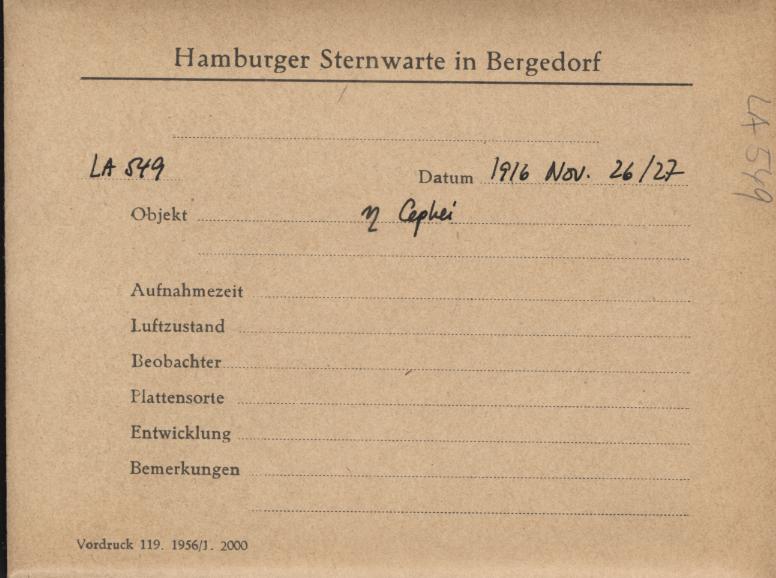 Hamburger Sternwarte in Bergedorf
LA 549 Datum 1916 Nov. 26/27
Objekt η Cephei
Aufnahmezeit
Luftzustand
Beobachter
Plattensorte
Entwicklung
Bemerkungen
Vordruck 119. 1956/1. 2000
LA 549